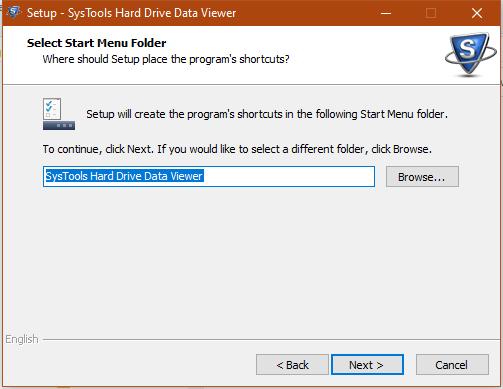 Setup - SysTools Hard Drive Data Viewer
Select Start Menu Folder
Where should Setup place the program's shortcuts?
S
Setup will create the program's shortcuts in the following Start Menu folder.
To continue, click Next. If you would like to select a different folder, click Browse.
SysTools Hard Drive Data Viewer
Browse...
English
< Back
Next >
Cancel